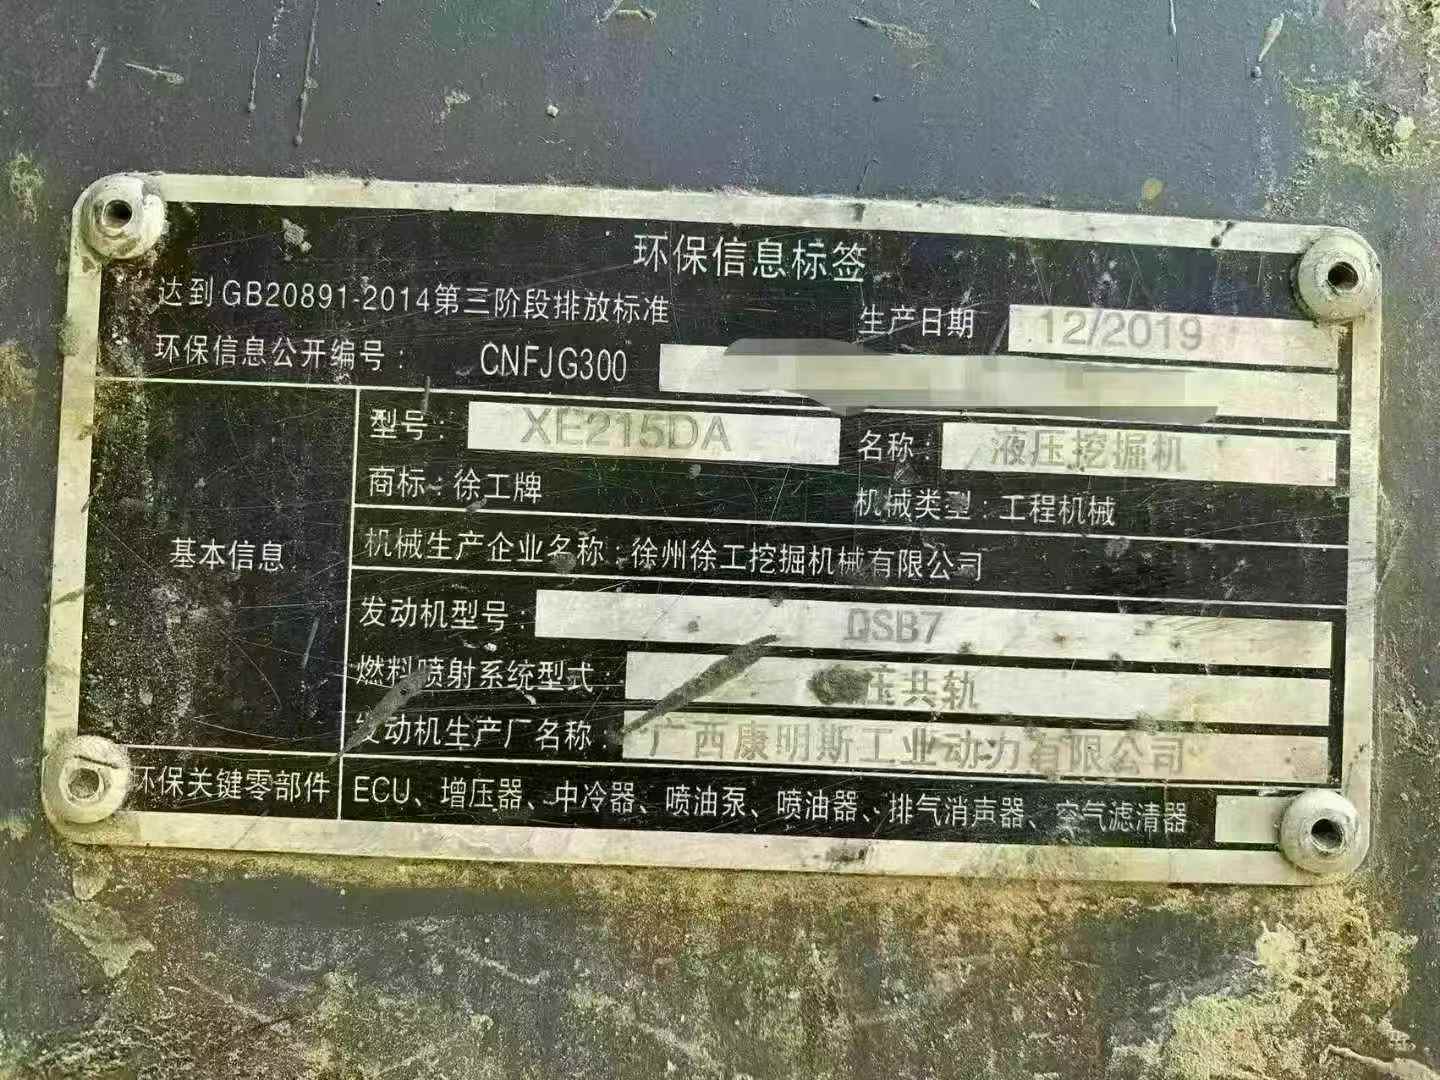 环保信息标签
达到GB20891-2014第三阶段排放标准
生产日期 12/2019
环保信息公开编号: CNFJG300
基本信息
型号: XE215DA
名称: 液压挖掘机
商标: 徐工牌
机械类型: 工程机械
机械生产企业名称: 徐州徐工挖掘机械有限公司
发动机型号: QSB7
燃料喷射系统型式: 压共轨
发动机生产厂名称: 广西康明斯工业动力有限公司
环保关键零部件
ECU、增压器、中冷器、喷油泵、喷油器、排气消声器、空气滤清器